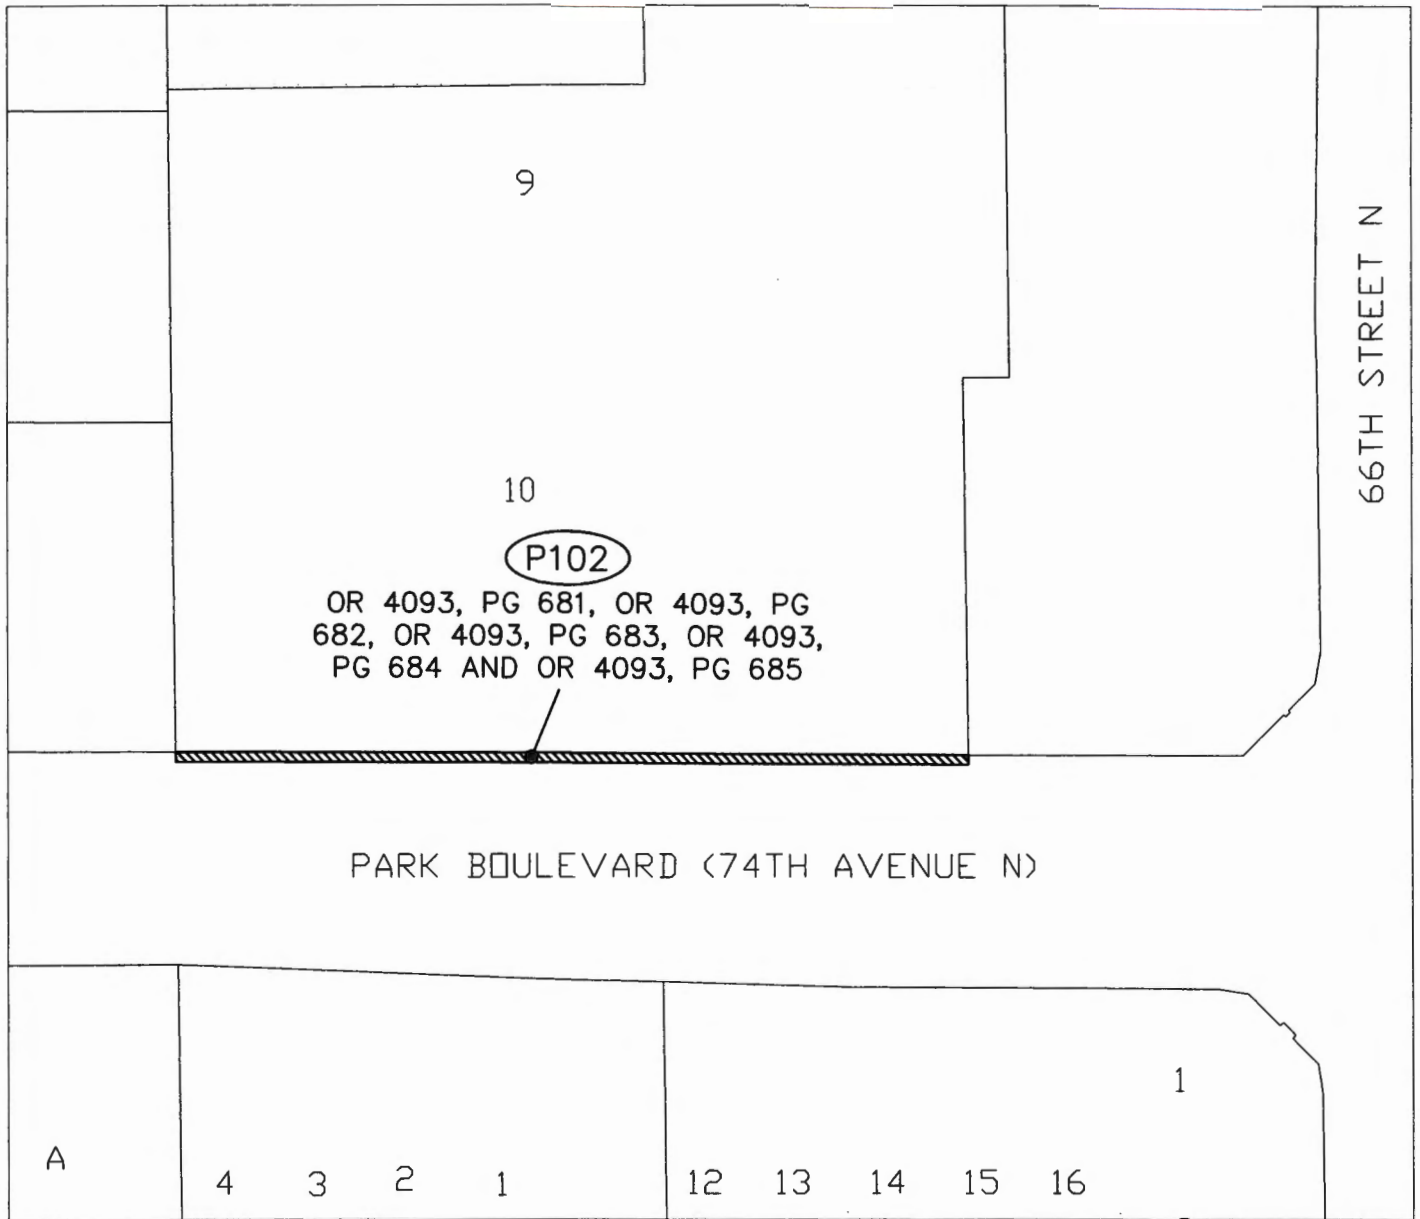 9
66TH STREET N
10
P102
OR 4093, PG 681, OR 4093, PG
682, OR 4093, PG 683, OR 4093,
PG 684 AND OR 4093, PG 685
PARK BOULEVARD (74TH AVENUE N)
1
A
4 3 2 1 12 13 14 15 16